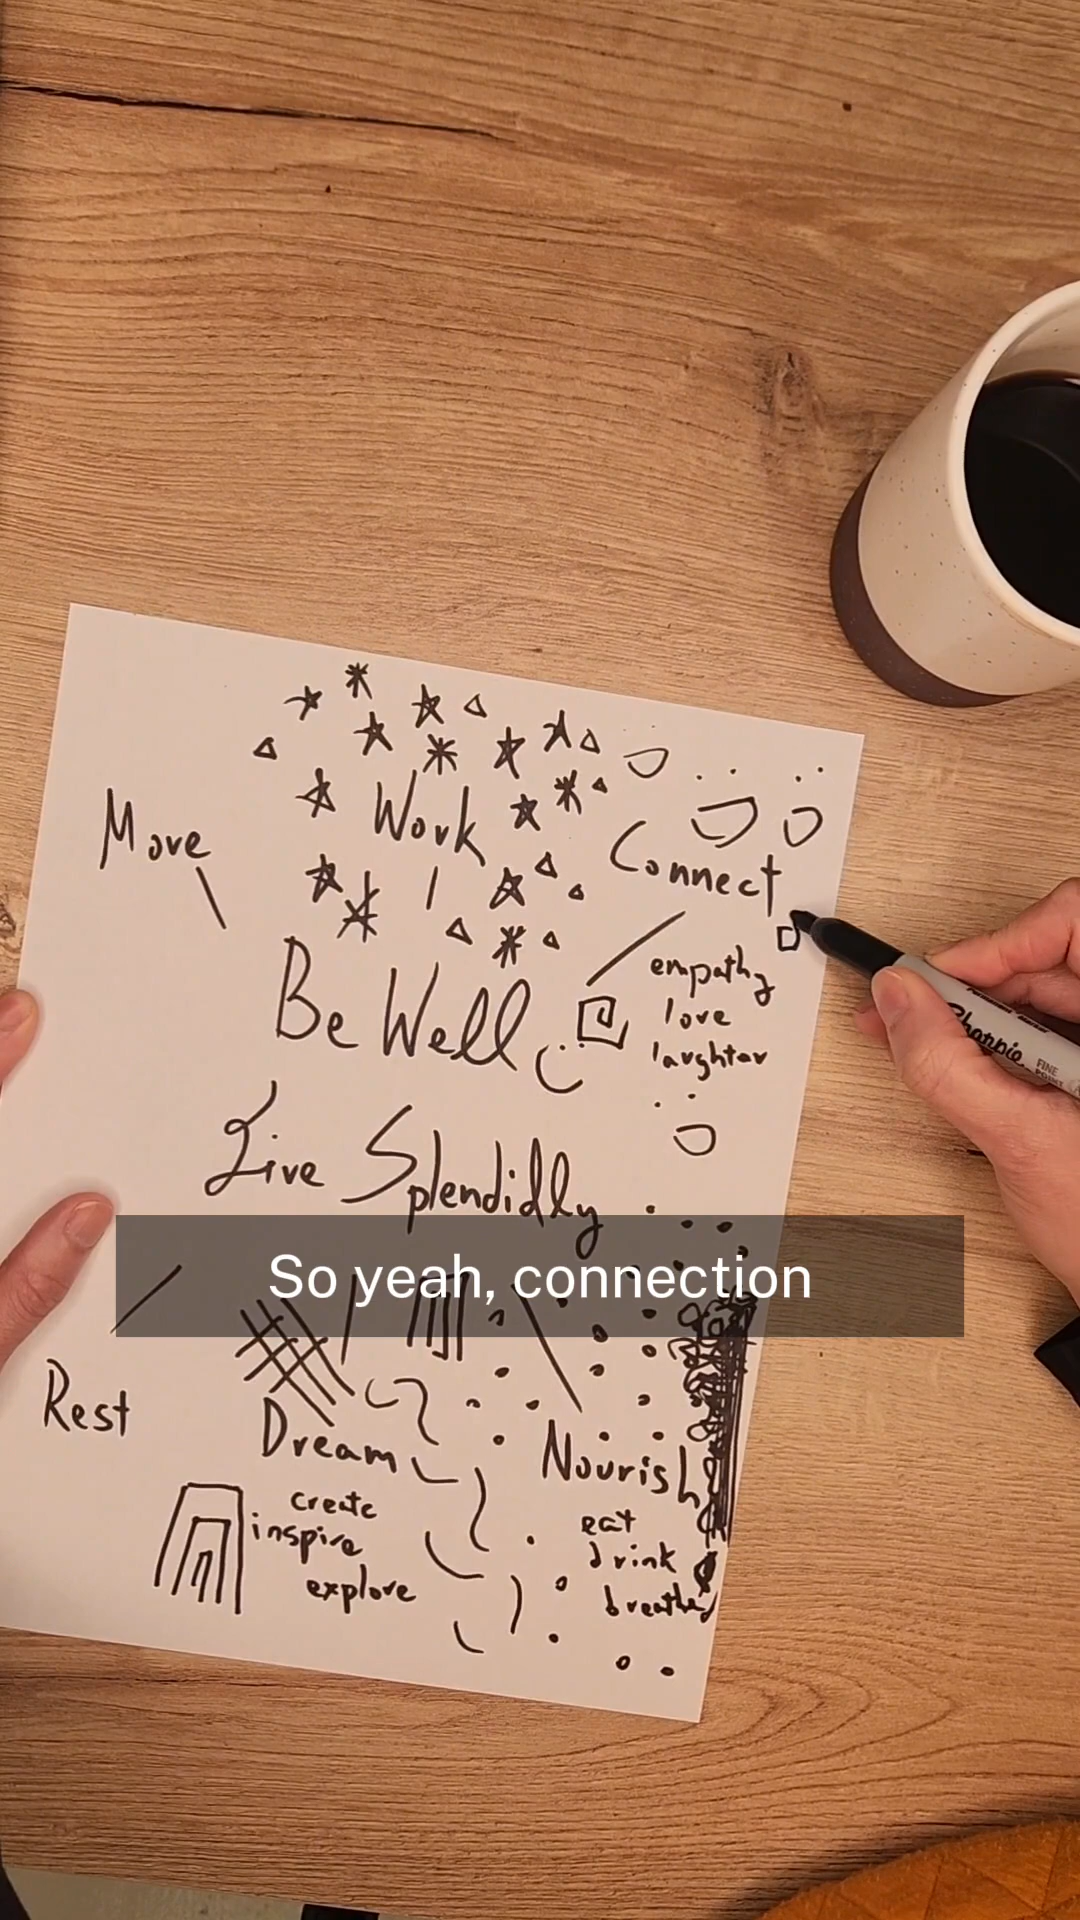 Work
Move
Connect
empathy
love
laughter
Be Well
Live Splendidly
So yeah, connection
Rest
Dream
create
inspire
explore
Nourish
eat
drink
breathe
Sharpie
FINE
POINT